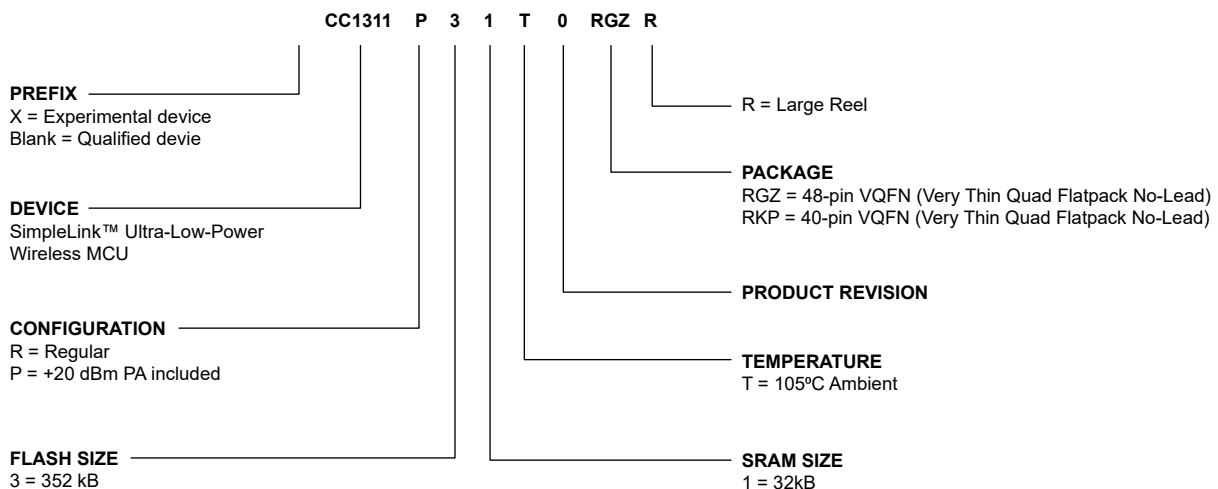 CC1311 P 3 1 T 0 RGZ R
PREFIX
X = Experimental device
Blank = Qualified devie
DEVICE
SimpleLink™ Ultra-Low-Power
Wireless MCU
CONFIGURATION
R = Regular
P = +20 dBm PA included
FLASH SIZE
3 = 352 kB
R = Large Reel
PACKAGE
RGZ = 48-pin VQFN (Very Thin Quad Flatpack No-Lead)
RKP = 40-pin VQFN (Very Thin Quad Flatpack No-Lead)
PRODUCT REVISION
TEMPERATURE
T = 105ºC Ambient
SRAM SIZE
1 = 32kB